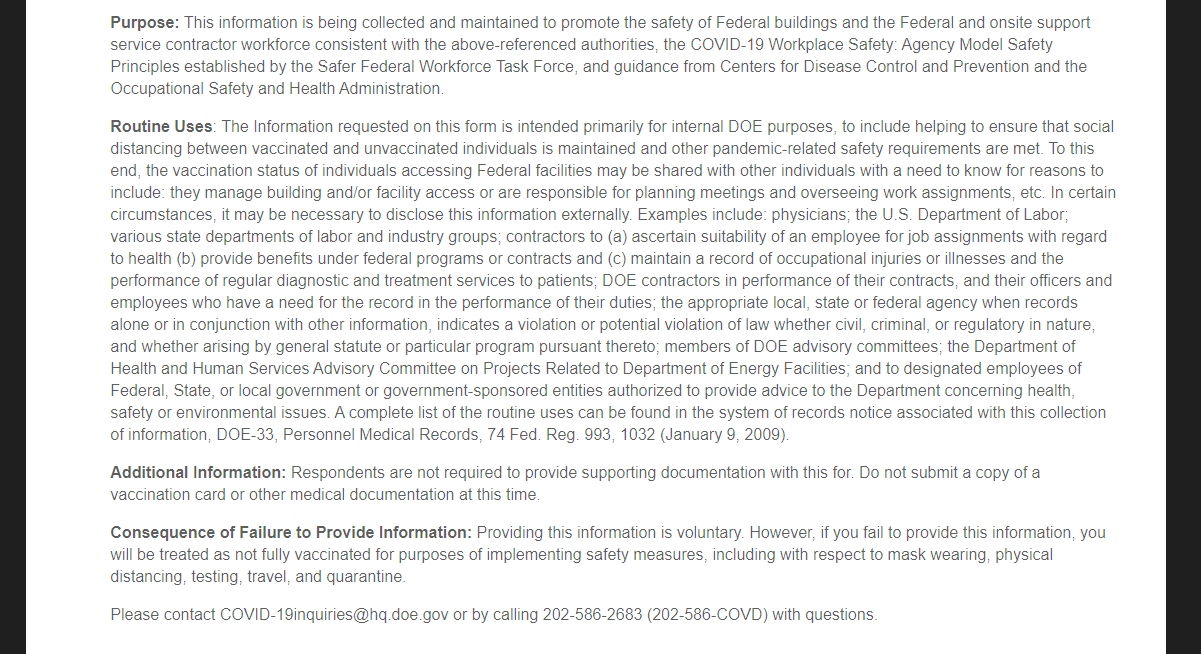 Purpose: This information is being collected and maintained to promote the safety of Federal buildings and the Federal and onsite support
service contractor workforce consistent with the above-referenced authorities, the COVID-19 Workplace Safety: Agency Model Safety
Principles established by the Safer Federal Workforce Task Force, and guidance from Centers for Disease Control and Prevention and the
Occupational Safety and Health Administration.
Routine Uses: The Information requested on this form is intended primarily for internal DOE purposes, to include helping to ensure that social
distancing between vaccinated and unvaccinated individuals is maintained and other pandemic-related safety requirements are met. To this
end, the vaccination status of individuals accessing Federal facilities may be shared with other individuals with a need to know for reasons to
include: they manage building and/or facility access or are responsible for planning meetings and overseeing work assignments, etc. In certain
circumstances, it may be necessary to disclose this information externally. Examples include: physicians; the U.S. Department of Labor;
various state departments of labor and industry groups; contractors to (a) ascertain suitability of an employee for job assignments with regard
to health (b) provide benefits under federal programs or contracts and (c) maintain a record of occupational injuries or illnesses and the
performance of regular diagnostic and treatment services to patients; DOE contractors in performance of their contracts, and their officers and
employees who have a need for the record in the performance of their duties; the appropriate local, state or federal agency when records
alone or in conjunction with other information, indicates a violation or potential violation of law whether civil, criminal, or regulatory in nature,
and whether arising by general statute or particular program pursuant thereto; members of DOE advisory committees; the Department of
Health and Human Services Advisory Committee on Projects Related to Department of Energy Facilities; and to designated employees of
Federal, State, or local government or government-sponsored entities authorized to provide advice to the Department concerning health,
safety or environmental issues. A complete list of the routine uses can be found in the system of records notice associated with this collection
of information, DOE-33, Personnel Medical Records, 74 Fed. Reg. 993, 1032 (January 9, 2009).
Additional Information: Respondents are not required to provide supporting documentation with this for. Do not submit a copy of a
vaccination card or other medical documentation at this time.
Consequence of Failure to Provide Information: Providing this information is voluntary. However, if you fail to provide this information, you
will be treated as not fully vaccinated for purposes of implementing safety measures, including with respect to mask wearing, physical
distancing, testing, travel, and quarantine.
Please contact COVID-19inquiries@hq.doe.gov or by calling 202-586-2683 (202-586-COVD) with questions.